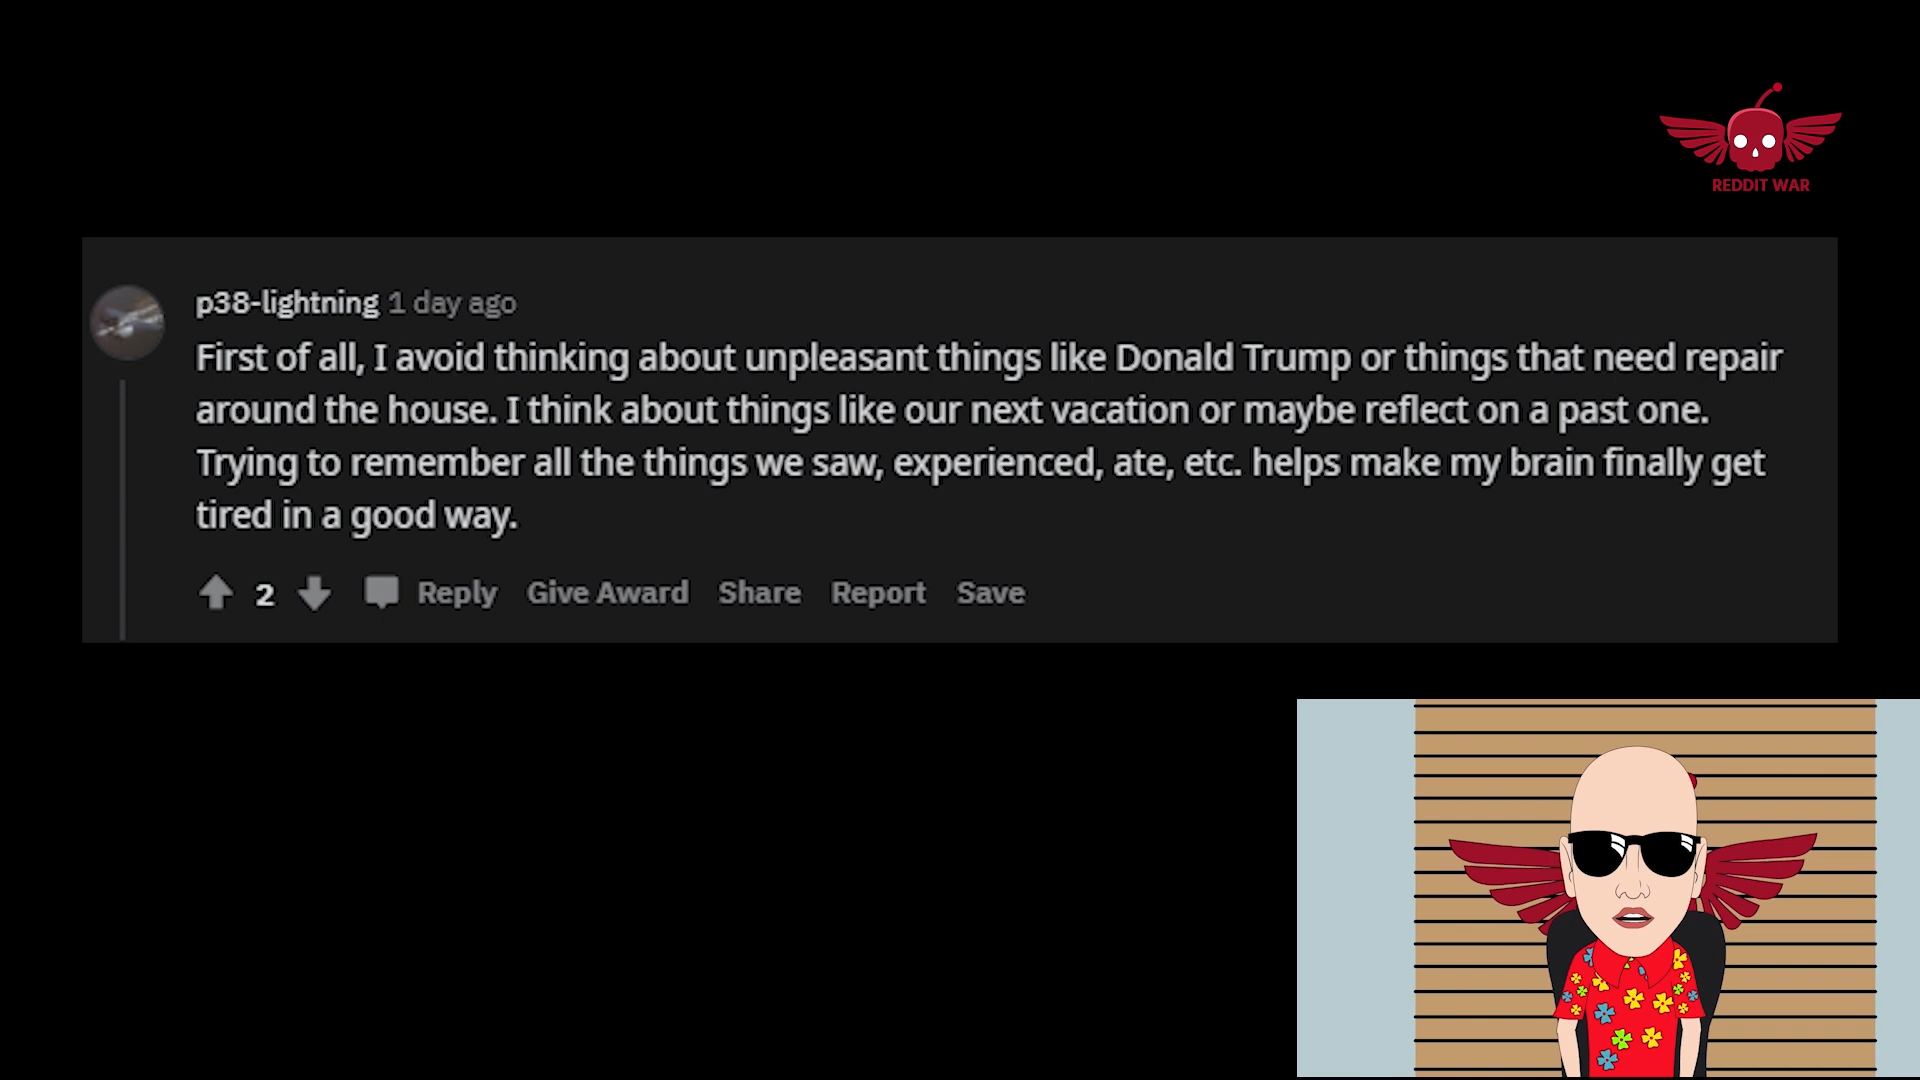 REDDIT WAR
p38-lightning 1 day ago
First of all, I avoid thinking about unpleasant things like Donald Trump or things that need repair
around the house. I think about things like our next vacation or maybe reflect on a past one.
Trying to remember all the things we saw, experienced, ate, etc. helps make my brain finally get
tired in a good way.
2 Reply Give Award Share Report Save